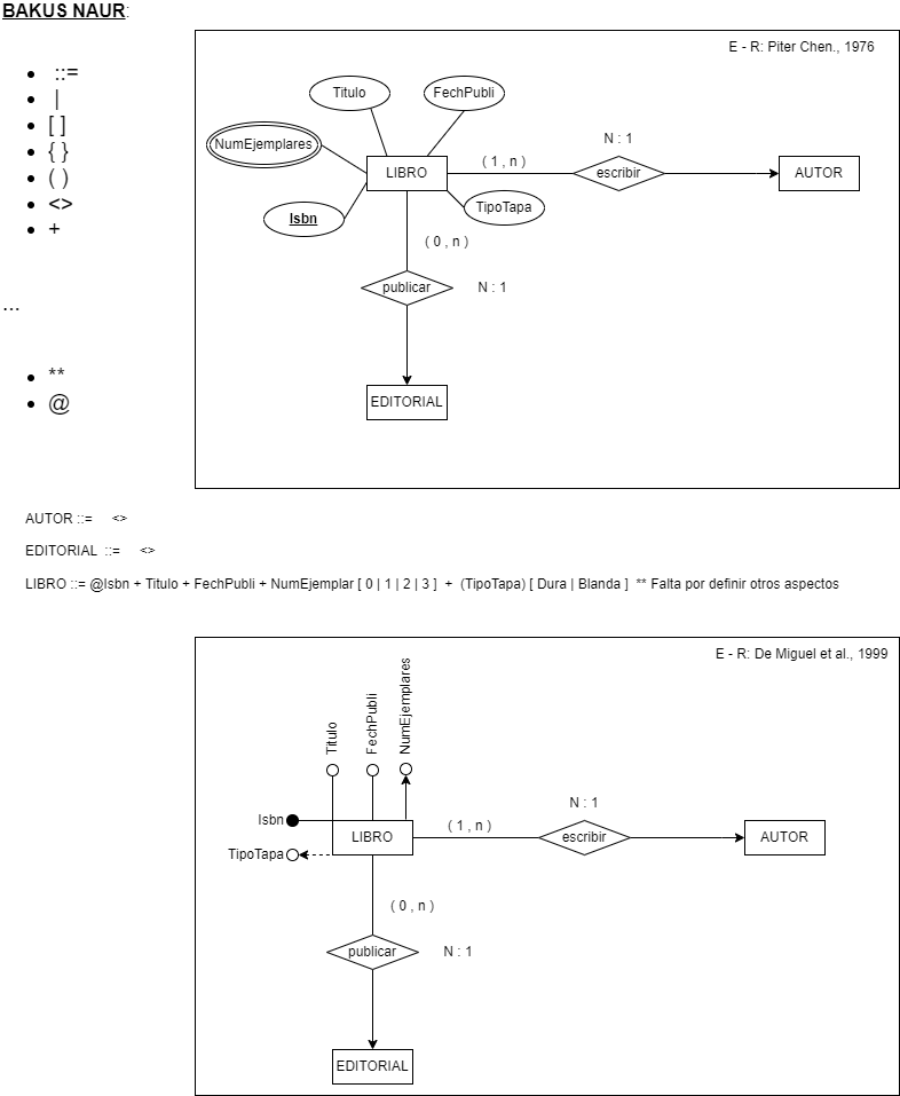 BAKUS NAUR:
::=
|
[ ]
{ }
( )
<>
+
...
**
@
E - R: Piter Chen., 1976
Titulo
FechPubli
NumEjemplares
LIBRO
( 1 , n )
N : 1
escribir
AUTOR
Isbn
TipoTapa
( 0 , n )
publicar
N : 1
EDITORIAL
AUTOR ::= <>
EDITORIAL ::= <>
LIBRO ::= @Isbn + Titulo + FechPubli + NumEjemplar [ 0 | 1 | 2 | 3 ] + (TipoTapa) [ Dura | Blanda ] ** Falta por definir otros aspectos
E - R: De Miguel et al., 1999
Titulo
FechPubli
NumEjemplares
Isbn
TipoTapa
LIBRO
( 1 , n )
N : 1
escribir
AUTOR
( 0 , n )
publicar
N : 1
EDITORIAL